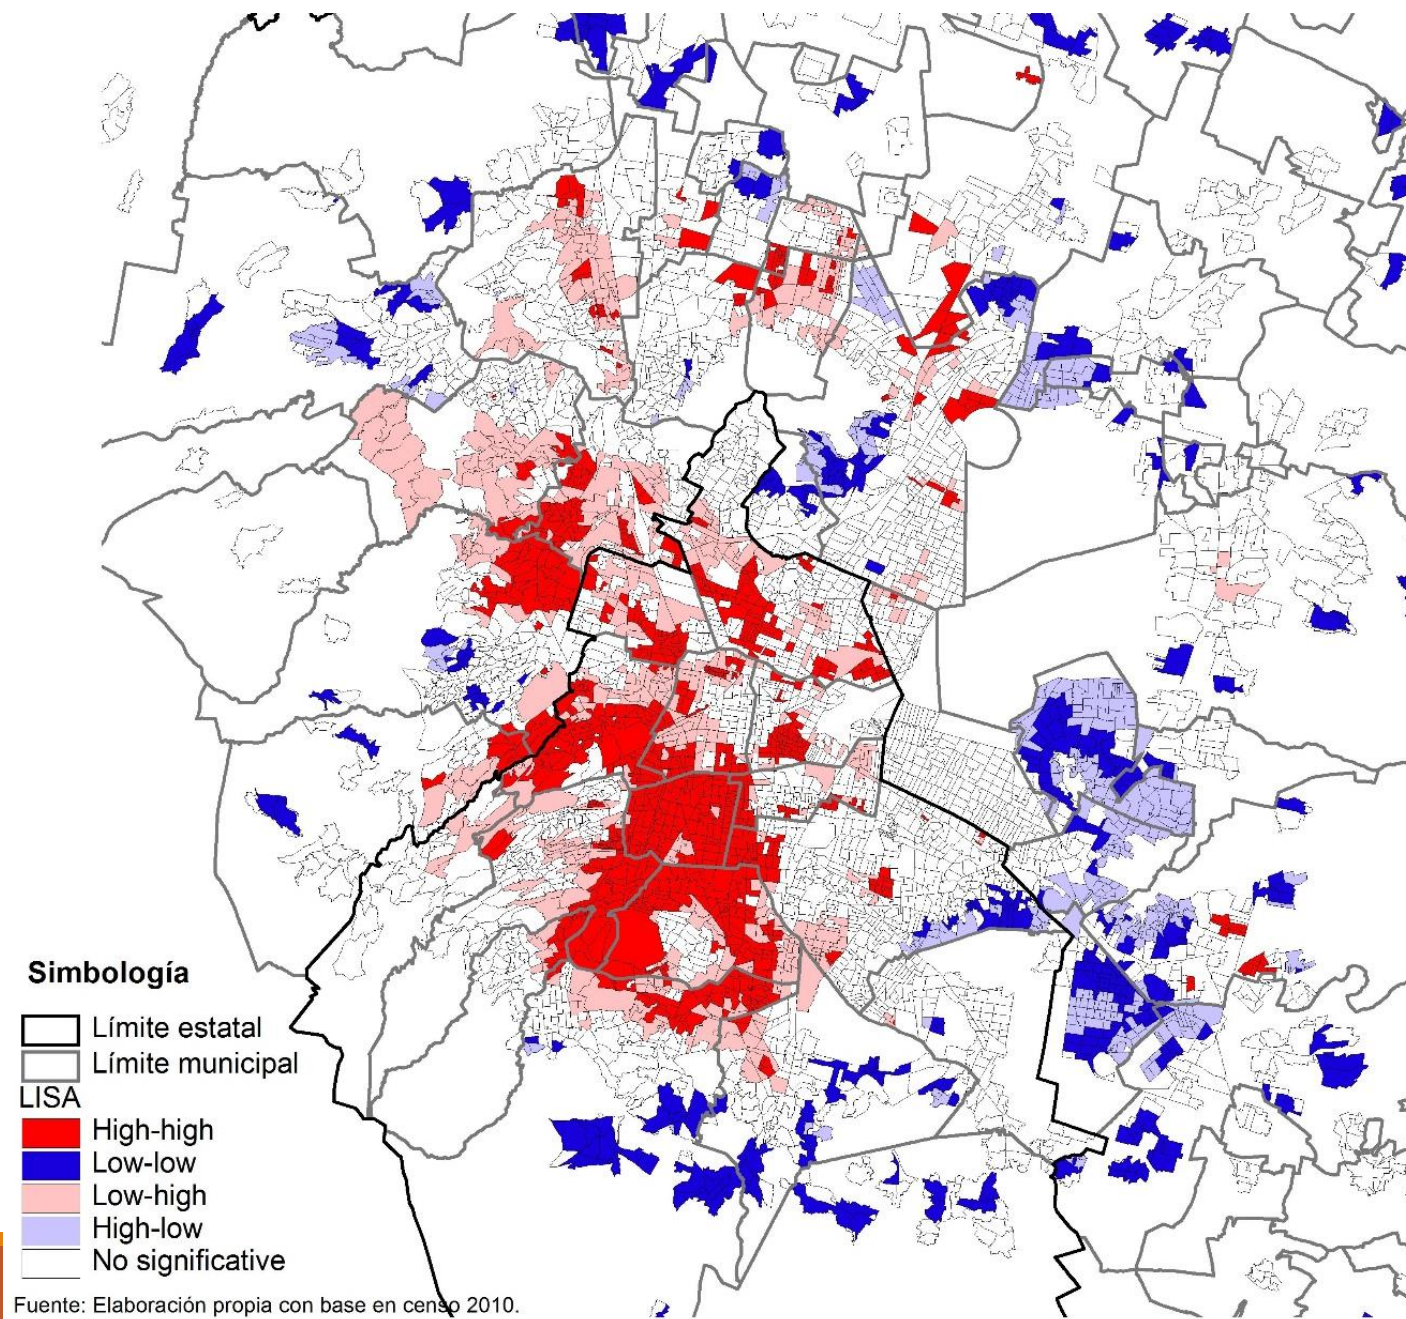 Simbología
Límite estatal
Límite municipal
LISA
High-high
Low-low
Low-high
High-low
No significative
Fuente: Elaboración propia con base en censo 2010.